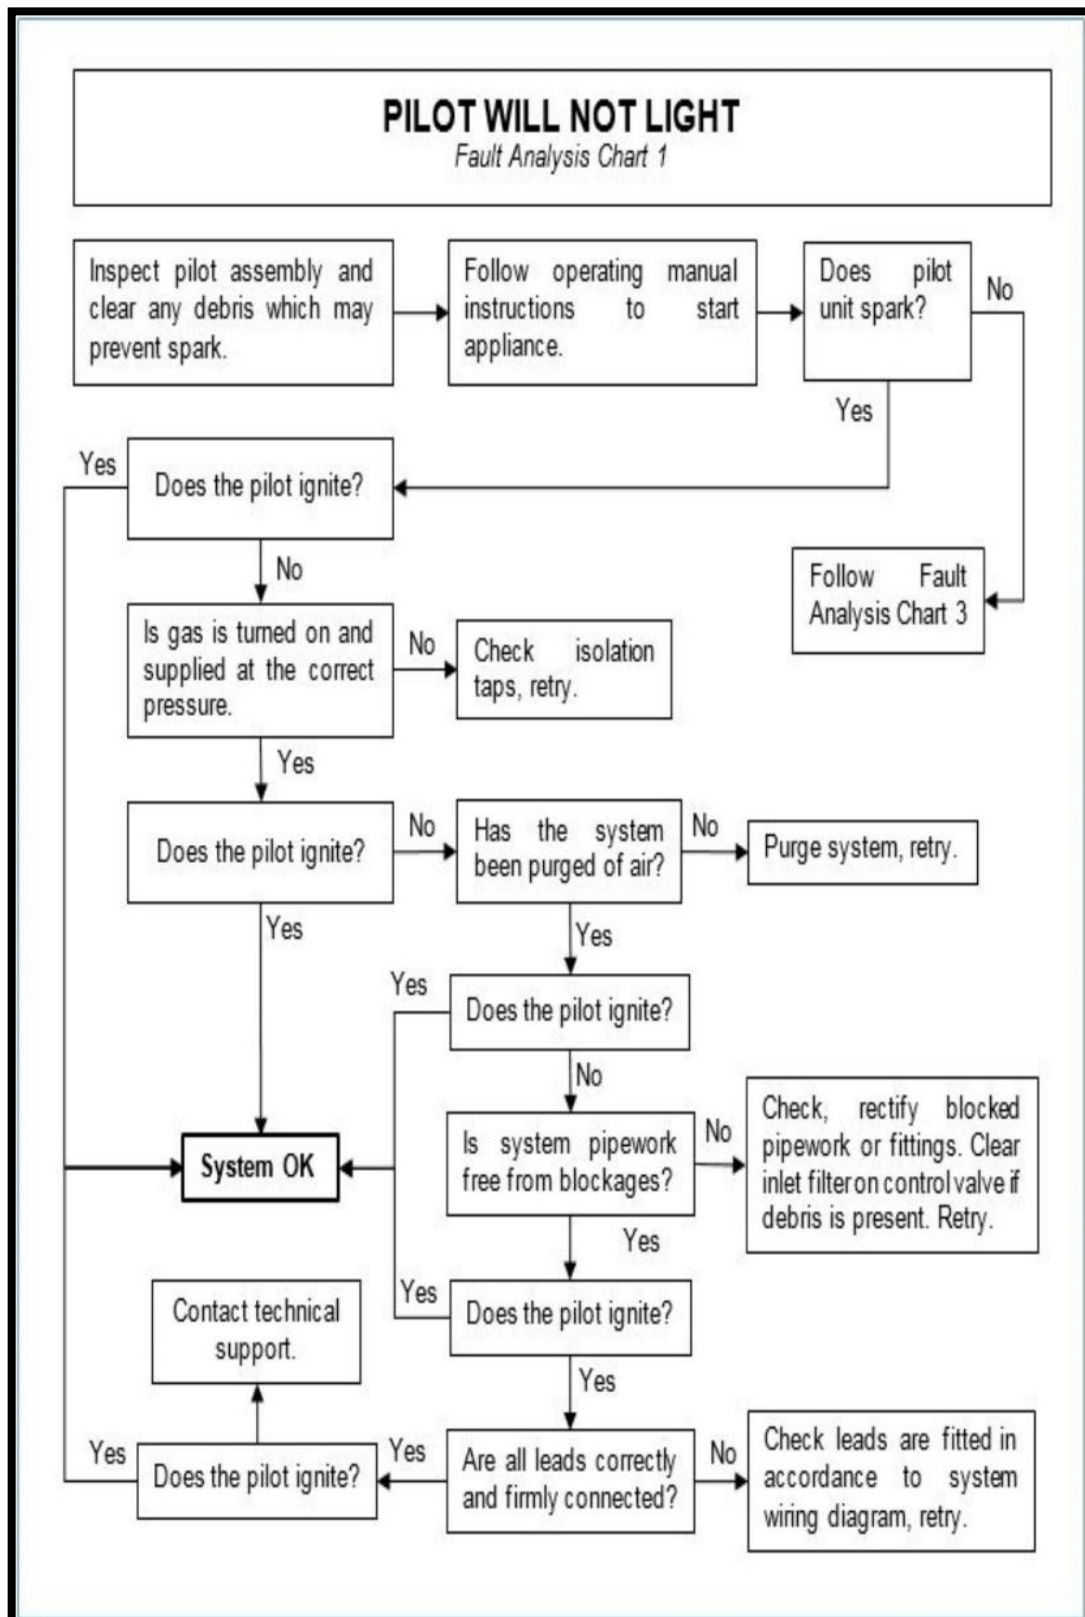 PILOT WILL NOT LIGHT
Fault Analysis Chart 1
Inspect pilot assembly and
clear any debris which may
prevent spark.
Follow operating manual
instructions to start
appliance.
Does pilot
unit spark?
No
Yes
Yes
Does the pilot ignite?
No
Follow Fault
Analysis Chart 3
Is gas is turned on and
supplied at the correct
pressure.
No
Check isolation
taps, retry.
Yes
Does the pilot ignite?
No
Has the system
been purged of air?
No
Purge system, retry.
Yes
Yes
Yes
Does the pilot ignite?
No
System OK
Is system pipework
free from blockages?
No
Check, rectify blocked
pipework or fittings. Clear
inlet filter on control valve if
debris is present. Retry.
Yes
Yes
Does the pilot ignite?
Contact technical
support.
Yes
Yes
Does the pilot ignite?
Yes
Are all leads correctly
and firmly connected?
No
Check leads are fitted in
accordance to system
wiring diagram, retry.